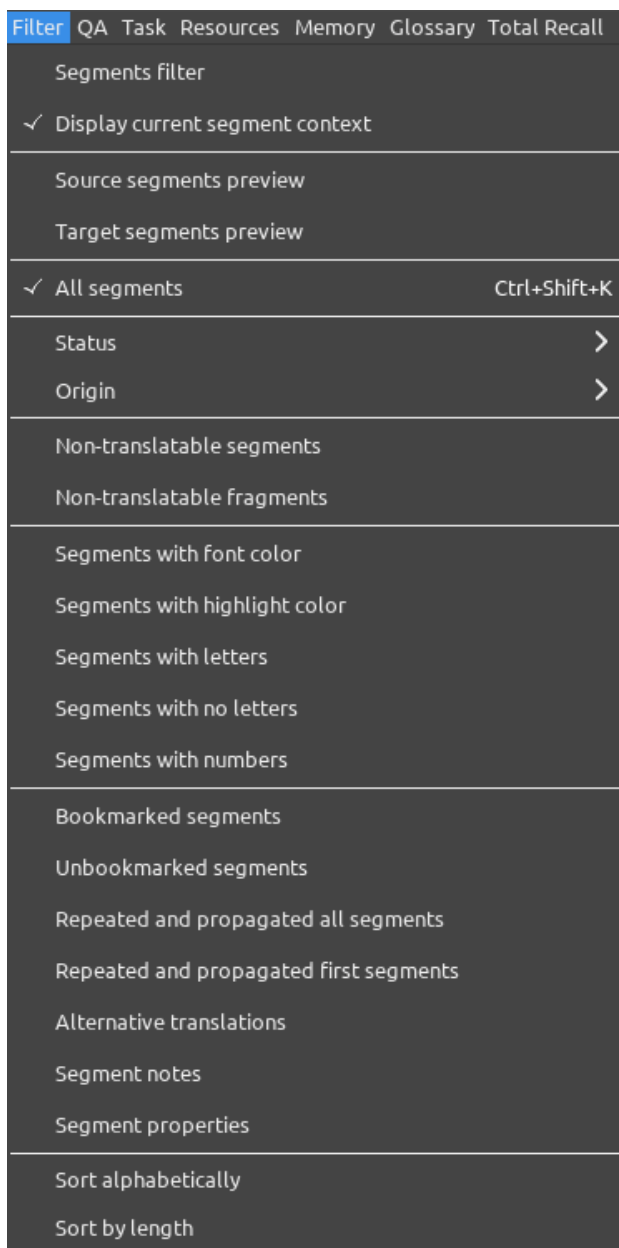 Filter QA Task Resources Memory Glossary Total Recall
Segments filter
✓ Display current segment context
Source segments preview
Target segments preview
✓ All segments Ctrl+Shift+K
Status
Origin
Non-translatable segments
Non-translatable fragments
Segments with font color
Segments with highlight color
Segments with letters
Segments with no letters
Segments with numbers
Bookmarked segments
Unbookmarked segments
Repeated and propagated all segments
Repeated and propagated first segments
Alternative translations
Segment notes
Segment properties
Sort alphabetically
Sort by length